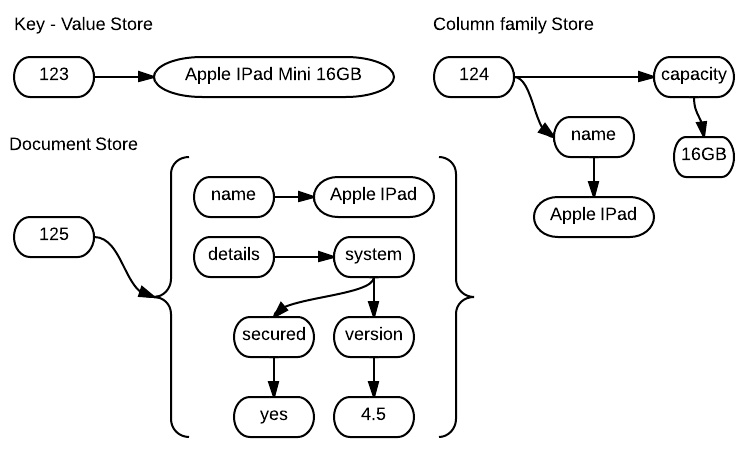 Key - Value Store
123
Apple IPad Mini 16GB
Column family Store
124
capacity
name
16GB
Apple IPad
Document Store
125
name
Apple IPad
details
system
secured
version
yes
4.5